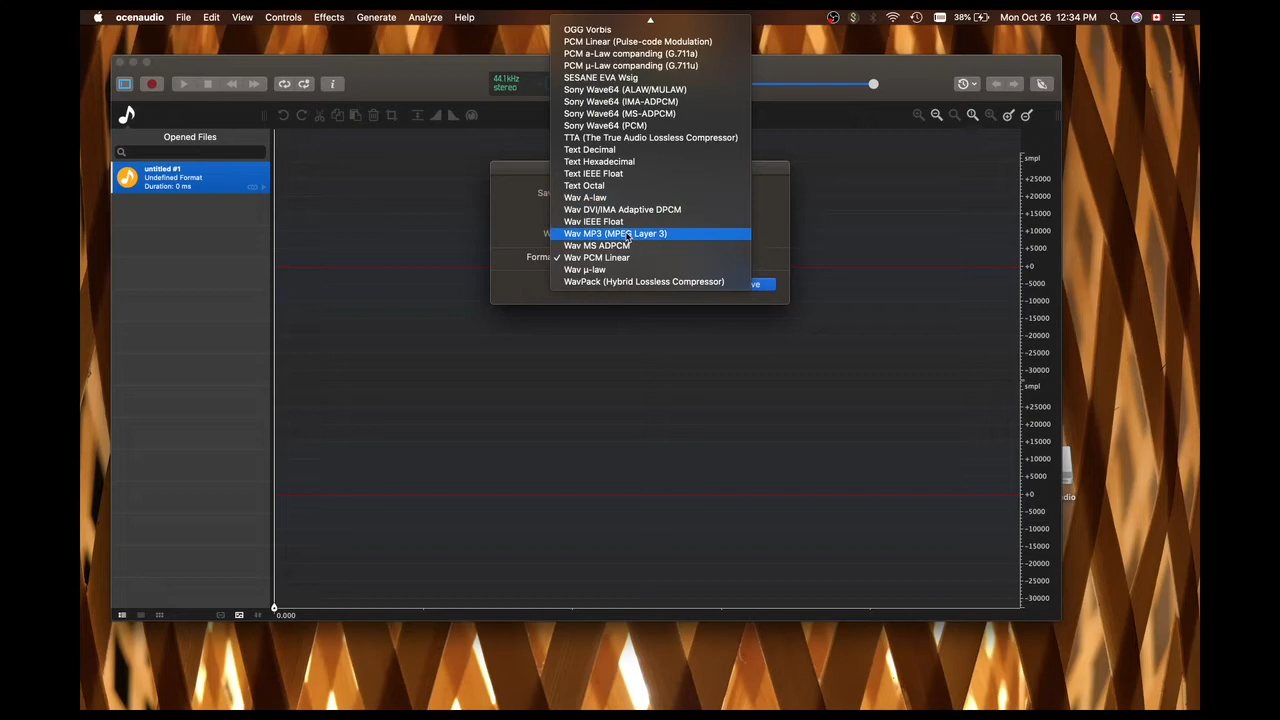 ocenaudio File Edit View Controls Effects Generate Analyze Help
38% Mon Oct 26 12:34 PM
44.1kHz
stereo
Opened Files
untitled #1
Undefined Format
Duration: 0 ms
OGG Vorbis
PCM Linear (Pulse-code Modulation)
PCM a-Law companding (G.711a)
PCM µ-Law companding (G.711u)
SESANE EVA Wsig
Sony Wave64 (ALAW/MULAW)
Sony Wave64 (IMA-ADPCM)
Sony Wave64 (MS-ADPCM)
Sony Wave64 (PCM)
TTA (The True Audio Lossless Compressor)
Text Decimal
Text Hexadecimal
Text IEEE Float
Text Octal
Wav A-law
Wav DVI/IMA Adaptive DPCM
Wav IEEE Float
Wav MP3 (MPEG Layer 3)
Wav MS ADPCM
✓ Wav PCM Linear
Wav µ-law
WavPack (Hybrid Lossless Compressor)
Sav
W
Forma
ve
smpl
+25000
+20000
+15000
+10000
+5000
+0
-5000
-10000
-15000
-20000
-25000
-30000
smpl
+25000
+20000
+15000
+10000
+5000
+0
-5000
-10000
-15000
-20000
-25000
-30000
0.000
dio